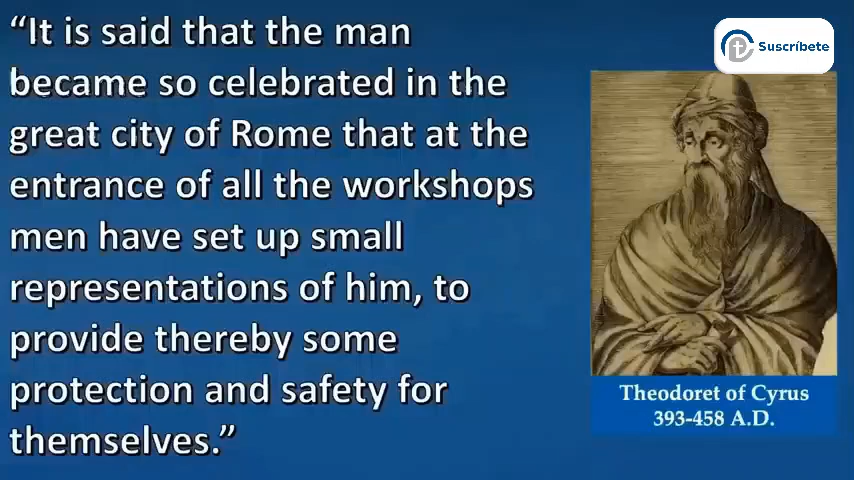 “It is said that the man
became so celebrated in the
great city of Rome that at the
entrance of all the workshops
men have set up small
representations of him, to
provide thereby some
protection and safety for
themselves.”
Suscríbete
Theodoret of Cyrus
393-458 A.D.